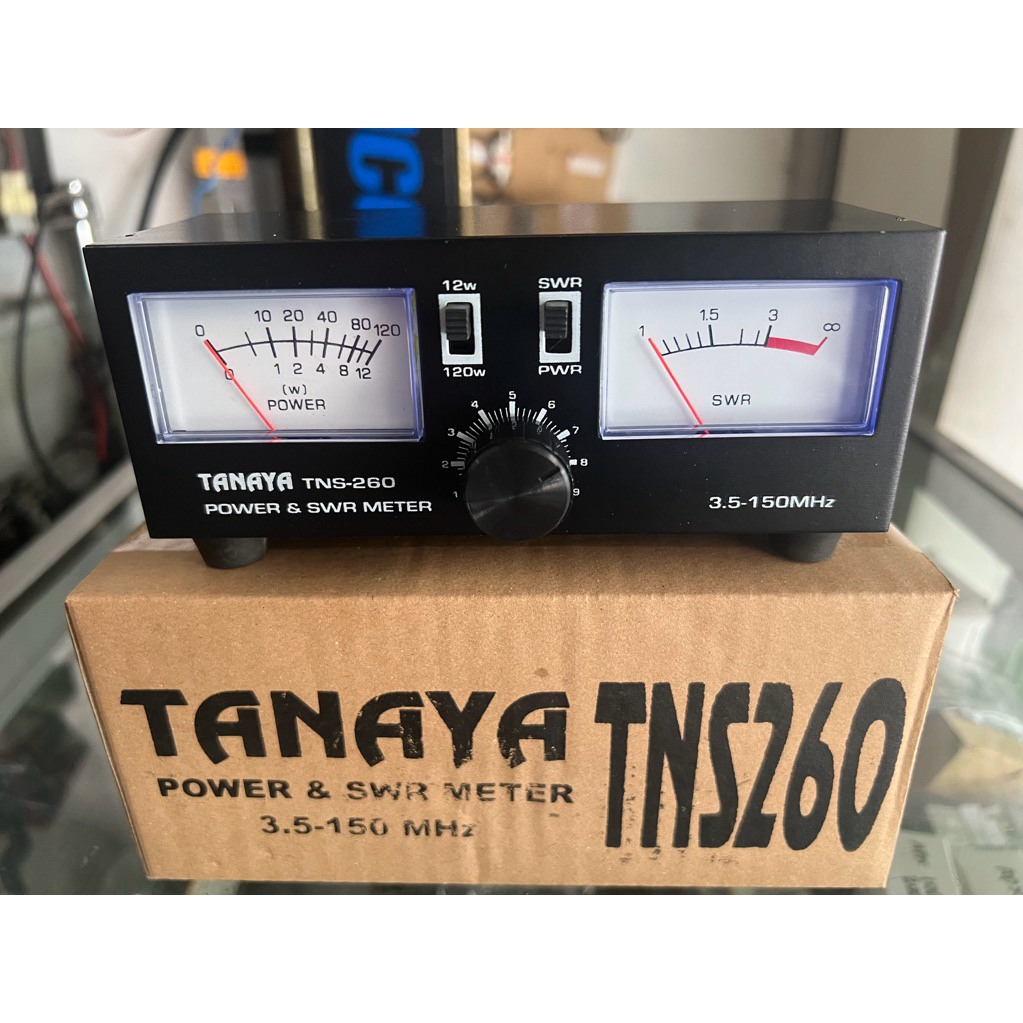 12w
120w
SWR
PWR
0 10 20 40 80 120
0 1 2 4 8 12
(W)
POWER
1 1.5 3 ∞
SWR
1 2 3 4 5 6 7 8 9
TANAYA TNS-260
POWER & SWR METER
3.5-150MHz
TANAYA TNS260
POWER & SWR METER
3.5-150 MHz